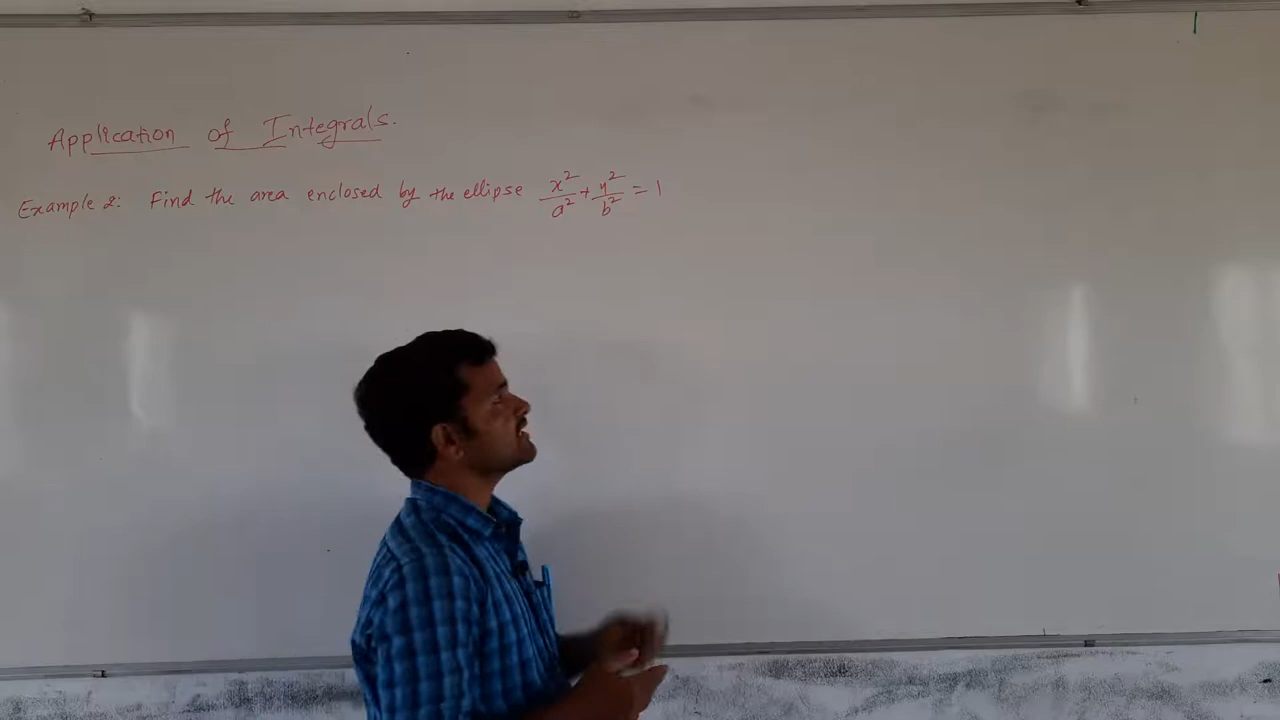 Application of Integrals.
Example 2: Find the area enclosed by the ellipse x²/a² + y²/b² = 1